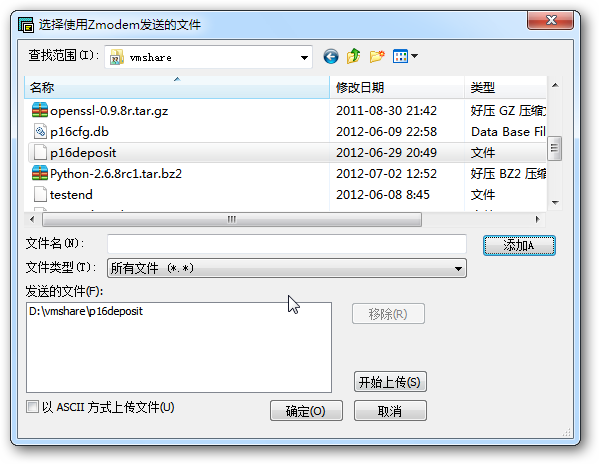 选择使用Zmodem发送的文件
查找范围(I): vmshare
名称 修改日期 类型
openssl-0.9.8r.tar.gz 2011-08-30 21:42 好压 GZ 压缩
p16cfg.db 2012-06-09 22:58 Data Base Fil
p16deposit 2012-06-29 20:49 文件
Python-2.6.8rc1.tar.bz2 2012-07-02 12:52 好压 BZ2 压缩
testend 2012-06-08 8:45 文件
文件名(N): 添加A
文件类型(T): 所有文件 (*.*)
发送的文件(F):
D:\vmshare\p16deposit
移除(R)
开始上传(S)
以 ASCII 方式上传文件(U) 确定(O) 取消